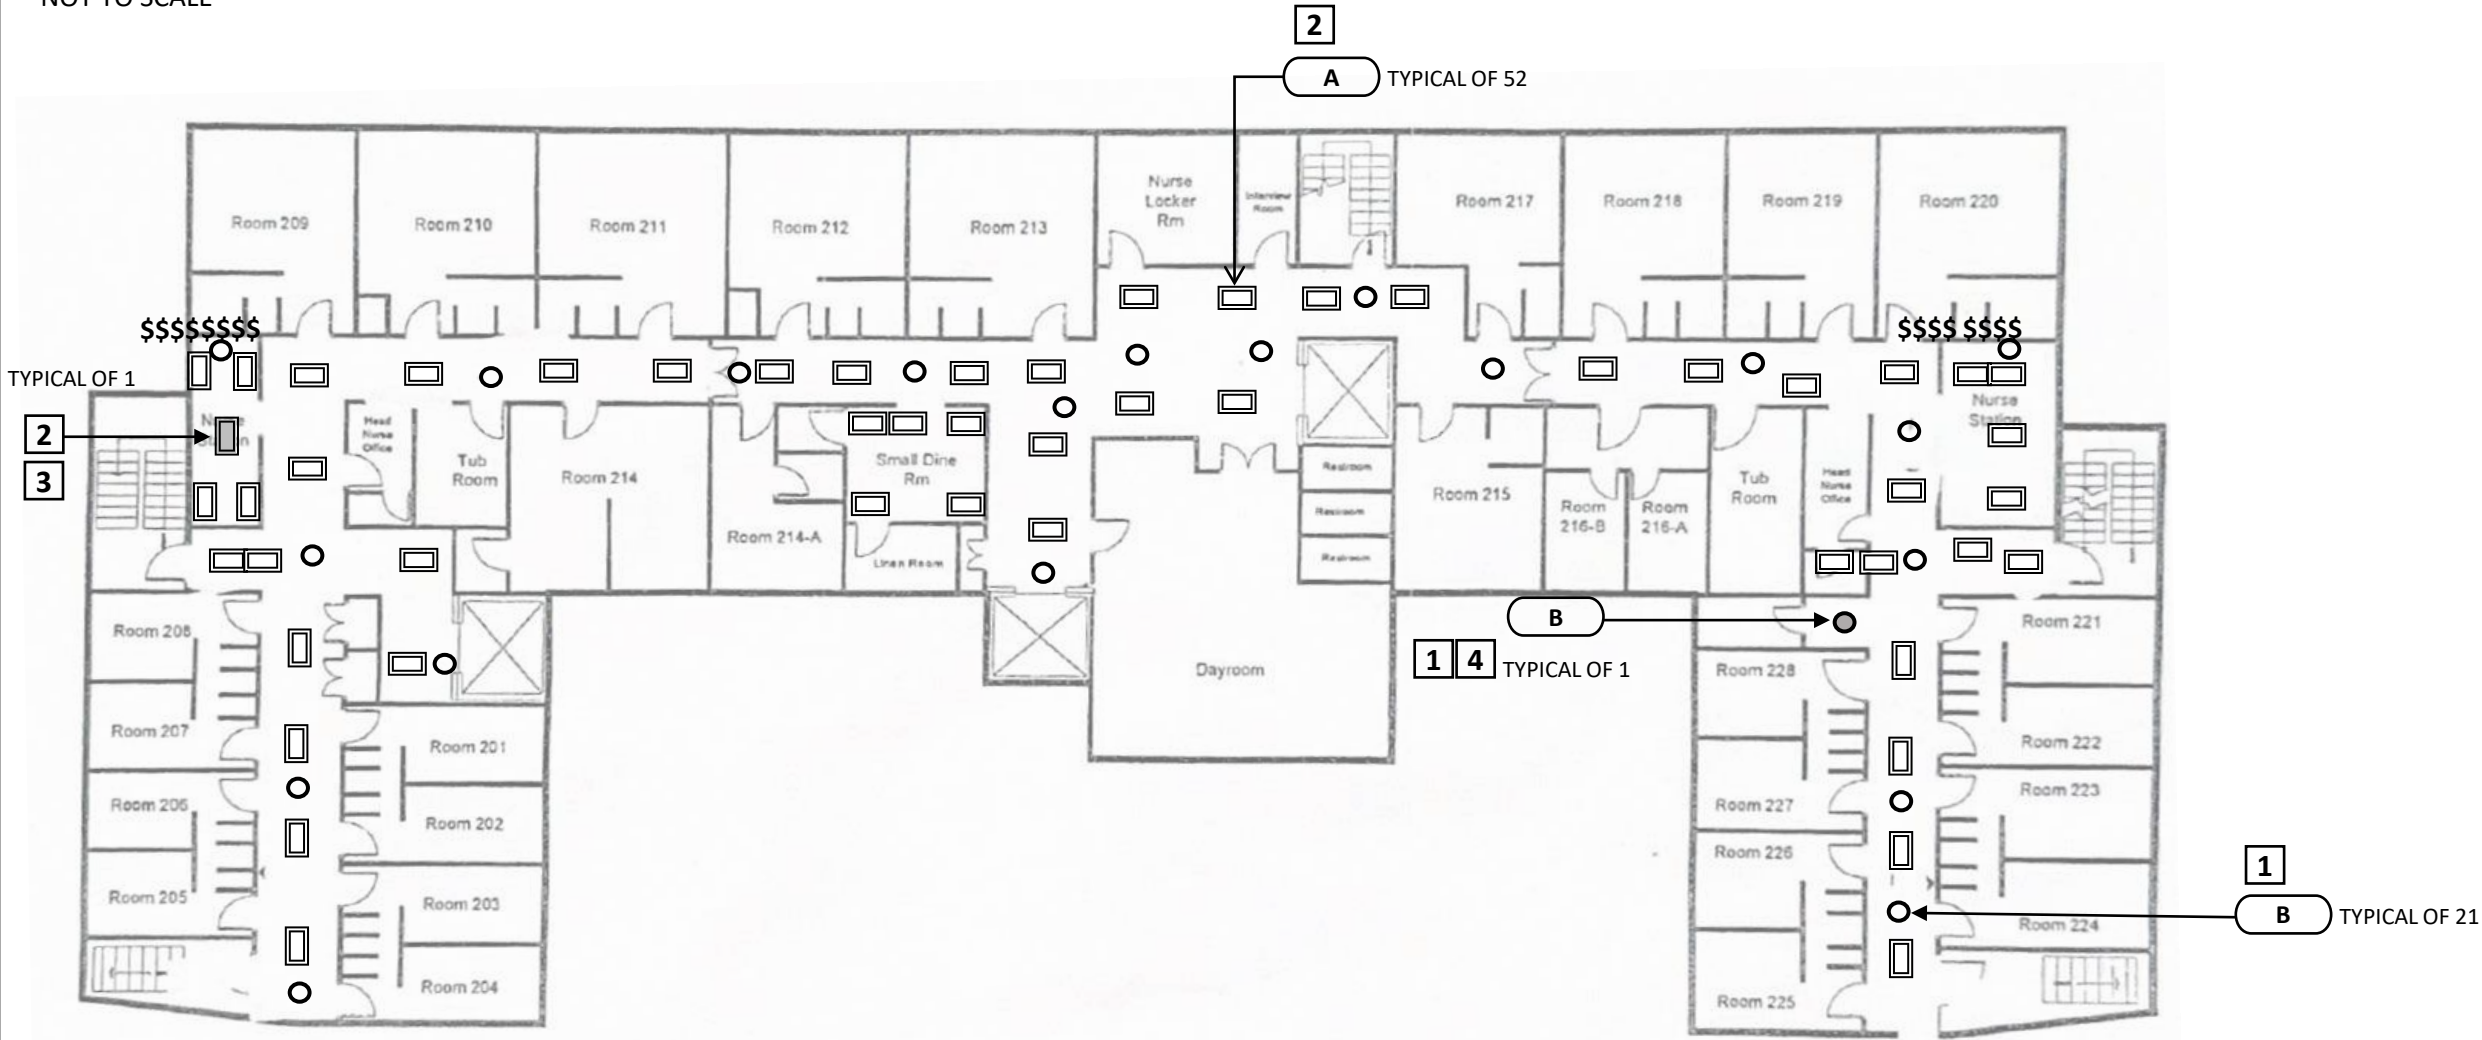 NOT TO SCALE
2
A TYPICAL OF 52
Room 209
Room 210
Room 211
Room 212
Room 213
Nurse
Locker
Rm
Interview
Room
Room 217
Room 218
Room 219
Room 220
$$$$$$$$
$$$$ $$$$
TYPICAL OF 1
2
3
Head
Nurse
Office
Tub
Room
Room 214
Room 214-A
Small Dine
Rm
Linen Room
Restroom
Restroom
Restroom
Room 215
Room
216-B
Room
216-A
Tub
Room
Head
Nurse
Office
Nurse
Station
B
1 4 TYPICAL OF 1
Dayroom
Room 208
Room 207
Room 206
Room 205
Room 201
Room 202
Room 203
Room 204
Room 228
Room 227
Room 226
Room 225
Room 221
Room 222
Room 223
Room 224
1
B TYPICAL OF 21